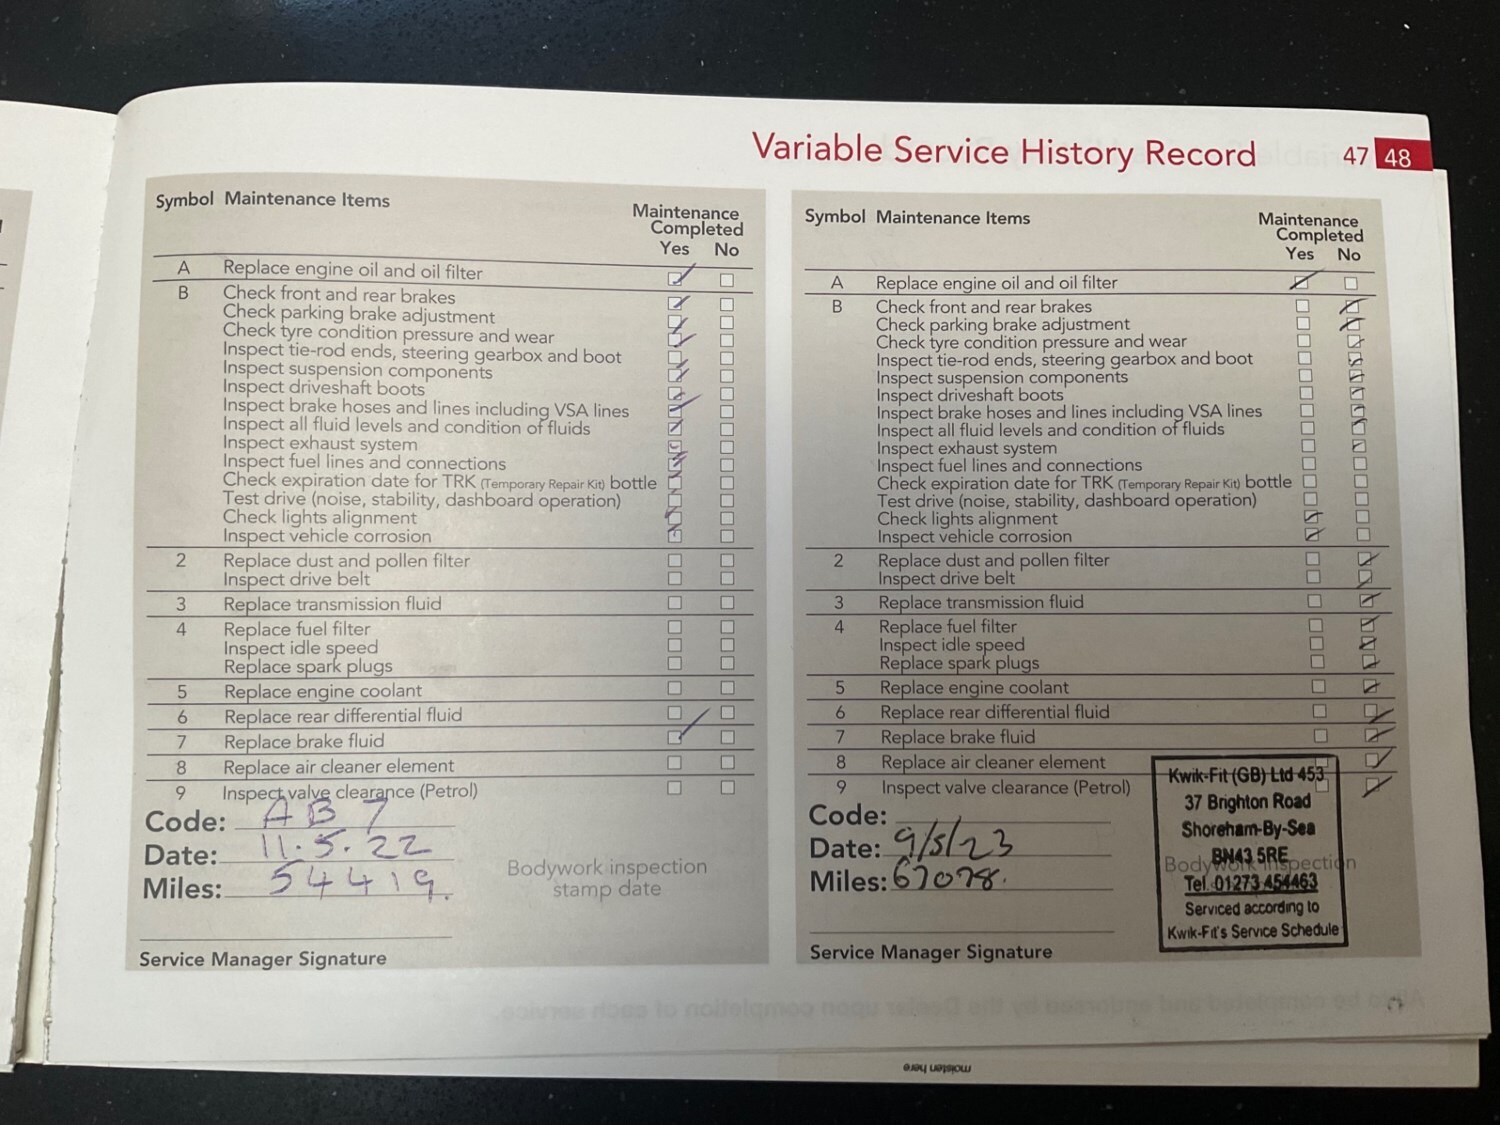 Variable Service History Record 47 48
Symbol Maintenance Items Maintenance Completed
Yes No
A Replace engine oil and oil filter
B Check front and rear brakes
Check parking brake adjustment
Check tyre condition pressure and wear
Inspect tie-rod ends, steering gearbox and boot
Inspect suspension components
Inspect driveshaft boots
Inspect brake hoses and lines including VSA lines
Inspect all fluid levels and condition of fluids
Inspect exhaust system
Inspect fuel lines and connections
Check expiration date for TRK (Temporary Repair Kit) bottle
Test drive (noise, stability, dashboard operation)
Check lights alignment
Inspect vehicle corrosion
2 Replace dust and pollen filter
Inspect drive belt
3 Replace transmission fluid
4 Replace fuel filter
Inspect idle speed
Replace spark plugs
5 Replace engine coolant
6 Replace rear differential fluid
7 Replace brake fluid
8 Replace air cleaner element
9 Inspect valve clearance (Petrol)
Code: A B 7
Date: 11.5.22
Miles: 54419.
Bodywork inspection
stamp date
Service Manager Signature
Symbol Maintenance Items Maintenance Completed
Yes No
A Replace engine oil and oil filter
B Check front and rear brakes
Check parking brake adjustment
Check tyre condition pressure and wear
Inspect tie-rod ends, steering gearbox and boot
Inspect suspension components
Inspect driveshaft boots
Inspect brake hoses and lines including VSA lines
Inspect all fluid levels and condition of fluids
Inspect exhaust system
Inspect fuel lines and connections
Check expiration date for TRK (Temporary Repair Kit) bottle
Test drive (noise, stability, dashboard operation)
Check lights alignment
Inspect vehicle corrosion
2 Replace dust and pollen filter
Inspect drive belt
3 Replace transmission fluid
4 Replace fuel filter
Inspect idle speed
Replace spark plugs
5 Replace engine coolant
6 Replace rear differential fluid
7 Replace brake fluid
8 Replace air cleaner element
9 Inspect valve clearance (Petrol)
Code:
Date: 9/5/23
Miles: 67078.
Service Manager Signature
Bodywork inspection
Kwik-Fit (GB) Ltd 453
37 Brighton Road
Shoreham-By-Sea
BN43 5RE
Tel. 01273 454463
Serviced according to
Kwik-Fit's Service Schedule
moisten here